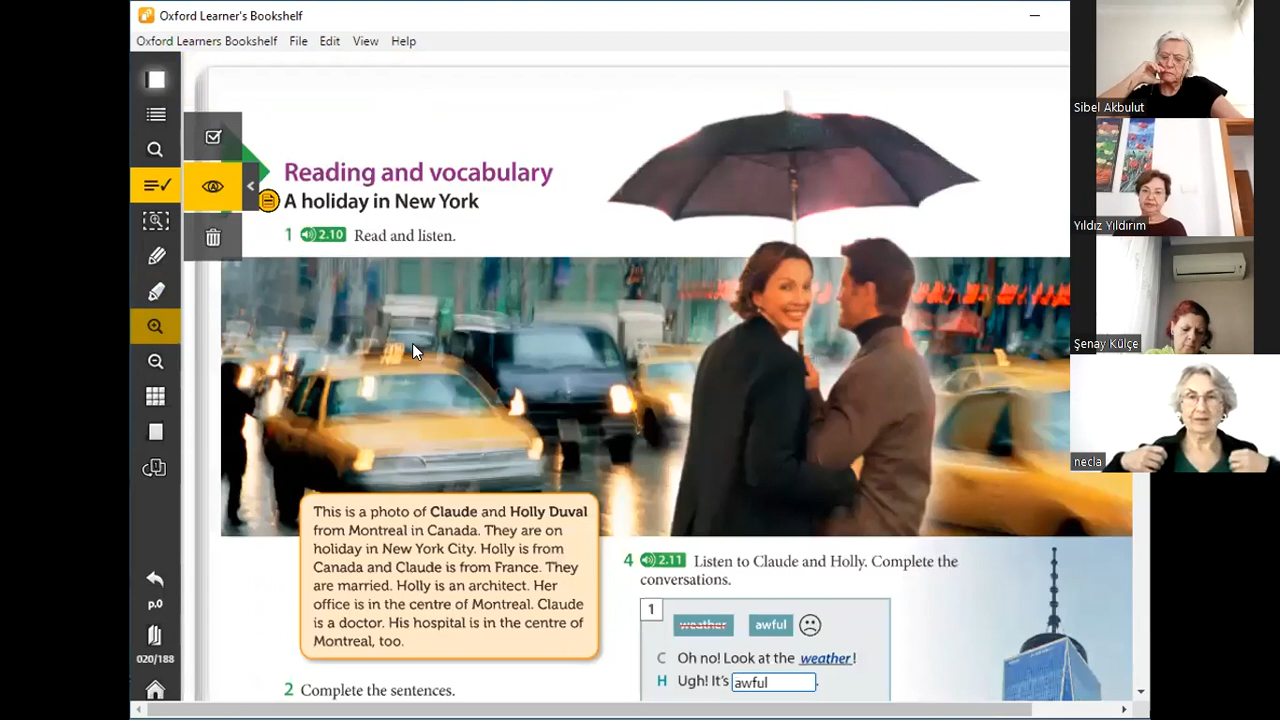 Oxford Learner's Bookshelf
Oxford Learners Bookshelf File Edit View Help
Reading and vocabulary
A holiday in New York
1 2.10 Read and listen.
This is a photo of Claude and Holly Duval
from Montreal in Canada. They are on
holiday in New York City. Holly is from
Canada and Claude is from France. They
are married. Holly is an architect. Her
office is in the centre of Montreal. Claude
is a doctor. His hospital is in the centre of
Montreal, too.
2 Complete the sentences.
4 2.11 Listen to Claude and Holly. Complete the
conversations.
1
weather awful
C Oh no! Look at the weather!
H Ugh! It's awful.
p.0
020/188
Sibel Akbulut
Yıldız Yıldırım
Şenay Külçe
necla